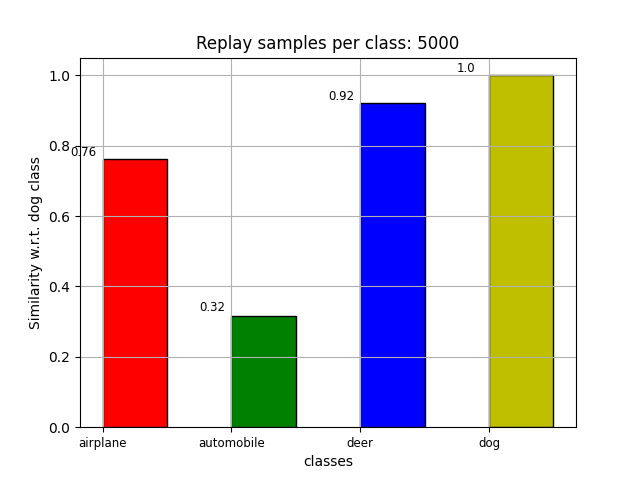 Replay samples per class: 5000
Similarity w.r.t. dog class
1.0
0.8
0.6
0.4
0.2
0.0
0.76
0.32
0.92
1.0
airplane
automobile
deer
dog
classes